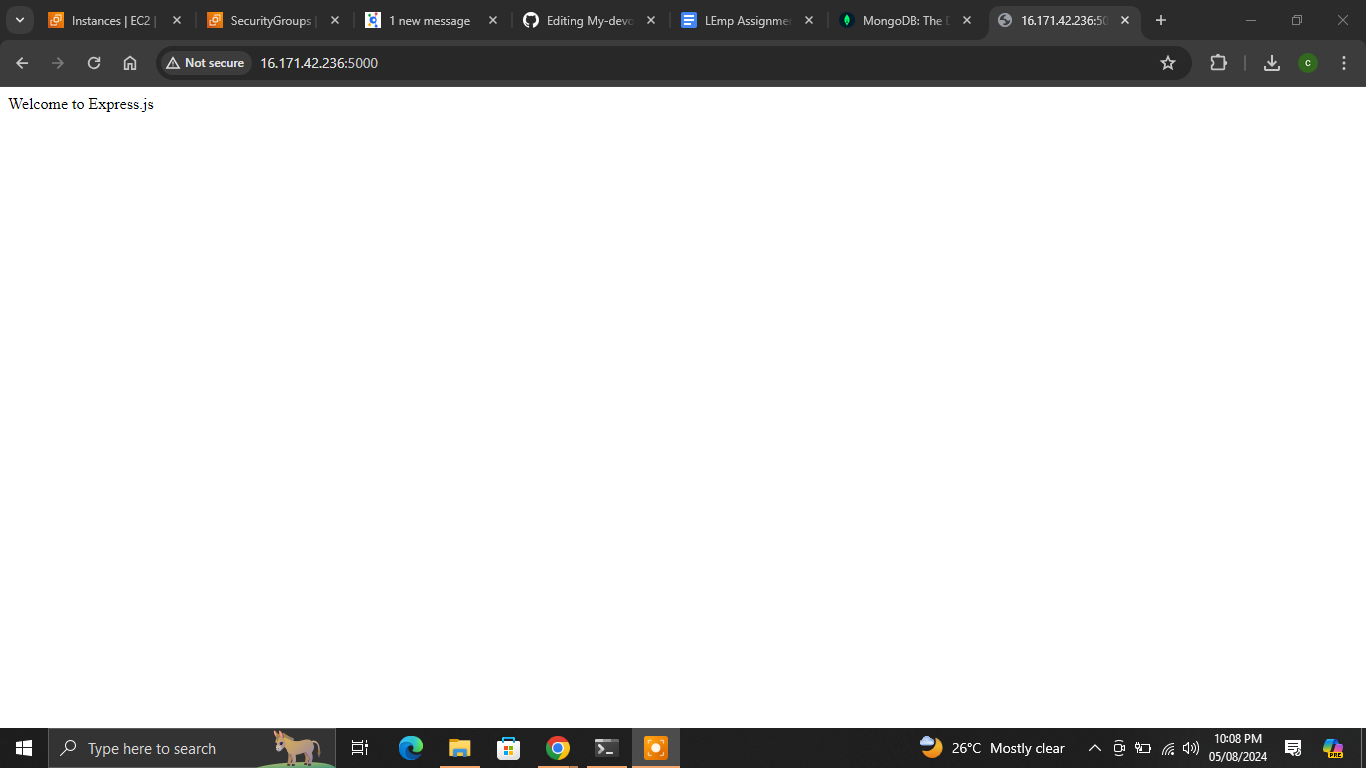 Instances | EC2 |
SecurityGroups |
1 new message
Editing My-devo
LEmp Assignme
MongoDB: The D
16.171.42.236:50
Not secure
16.171.42.236:5000
c
Welcome to Express.js
Type here to search
26°C Mostly clear
10:08 PM
05/08/2024
PRE